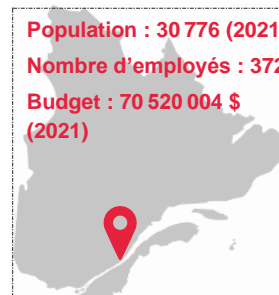 Population : 30 776 (2021
Nombre d’employés : 372
Budget : 70 520 004 $
(2021)